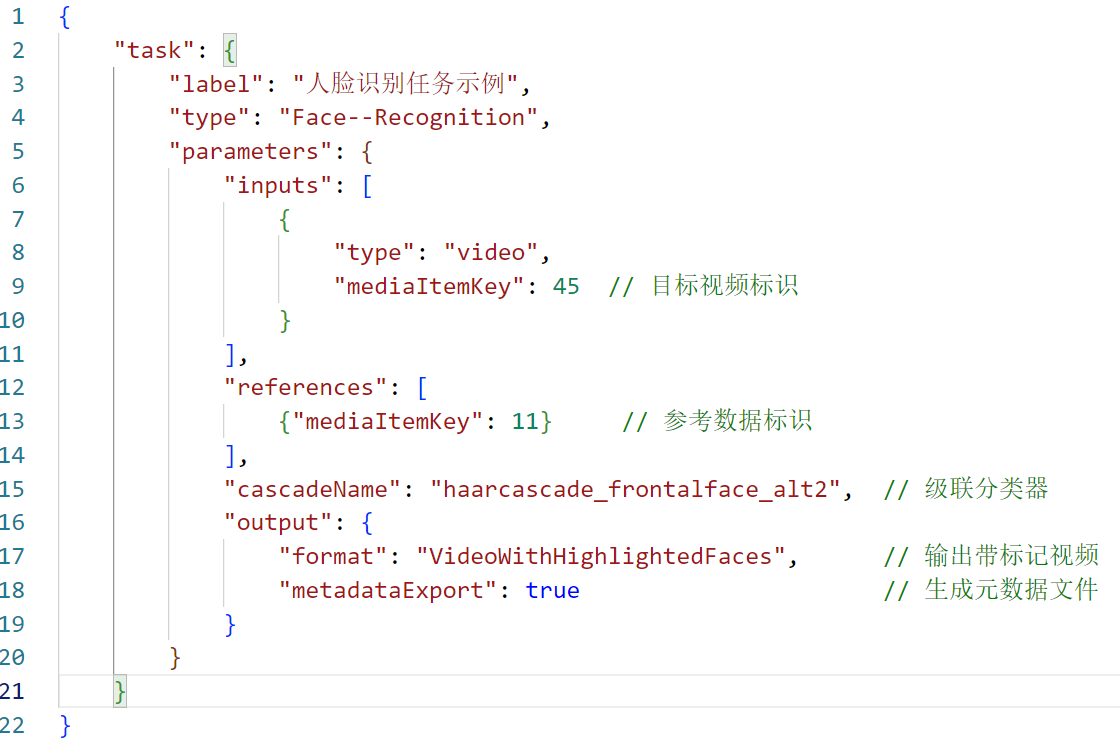 1 {
2     "task": {
3         "label": "人脸识别任务示例",
4         "type": "Face--Recognition",
5         "parameters": {
6             "inputs": [
7                 {
8                     "type": "video",
9                     "mediaItemKey": 45  // 目标视频标识
10                 }
11             ],
12             "references": [
13                 {"mediaItemKey": 11}     // 参考数据标识
14             ],
15             "cascadeName": "haarcascade_frontalface_alt2",  // 级联分类器
16             "output": {
17                 "format": "VideoWithHighlightedFaces",      // 输出带标记视频
18                 "metadataExport": true                      // 生成元数据文件
19             }
20         }
21     }
22 }